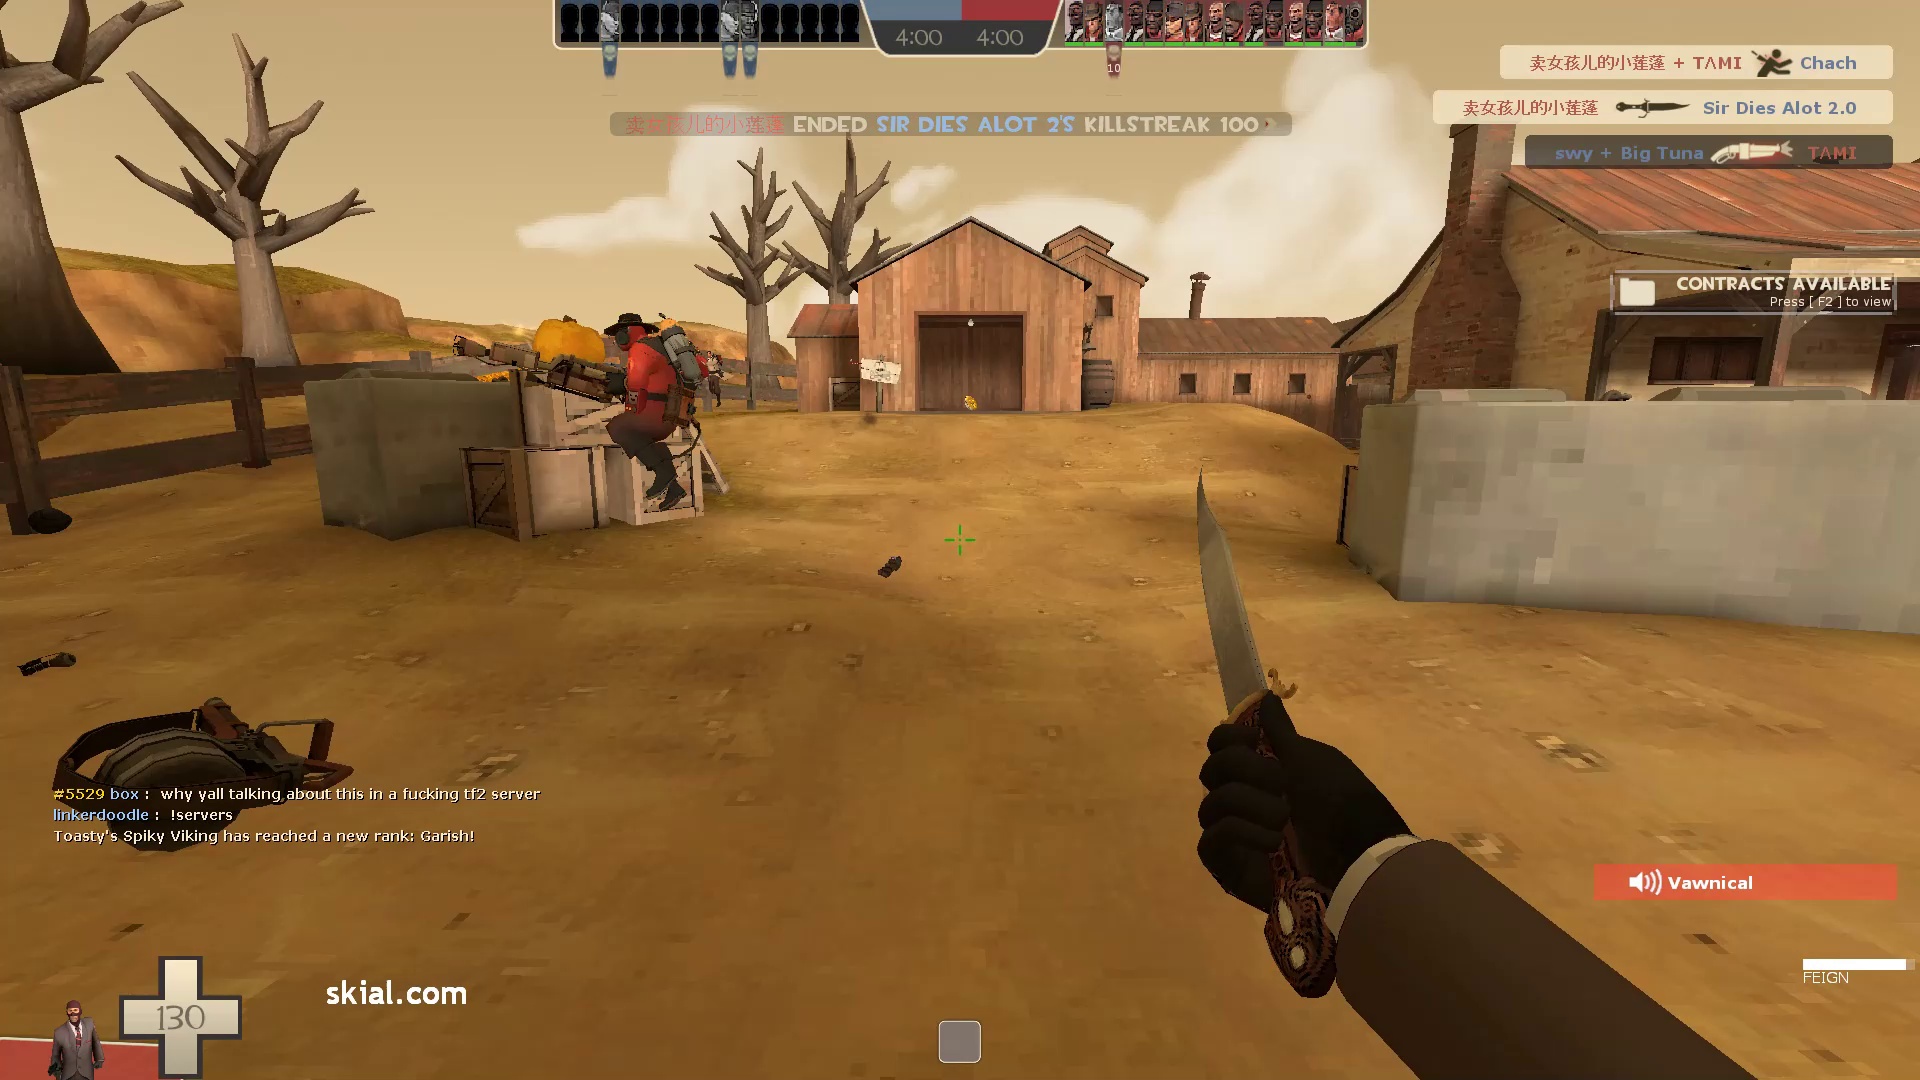 4:00 4:00
10
卖女孩儿的小莲蓬 + TΛMI Chach
卖女孩儿的小莲蓬 Sir Dies Alot 2.0
卖女孩儿的小莲蓬 ENDED SIR DIES ALOT 2'S KILLSTREAK 100
swy + Big Tuna TΛMI
CONTRACTS AVAILABLE
Press [ F2 ] to view
#5529 box : why yall talking about this in a fucking tf2 server
linkerdoodle : !servers
Toasty's Spiky Viking has reached a new rank: Garish!
Vawnical
FEIGN
skial.com
130